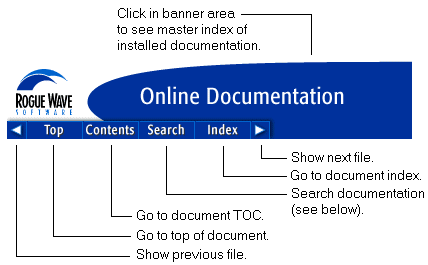 Click in banner area
to see master index of
installed documentation.
ROGUE WAVE
SOFTWARE
Online Documentation
Top Contents Search Index
Show next file.
Go to document index.
Search documentation
(see below).
Go to document TOC.
Go to top of document.
Show previous file.